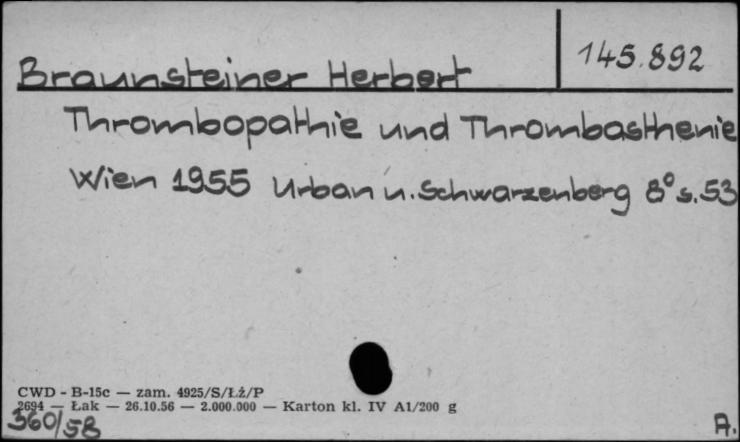 145.892
Braunsteiner Herbert
Thrombopathie und Thrombasthenie
Wien 1955 Urban u. Schwarzenberg 8° s. 53
CWD - B-15c — zam. 4925/S/Łż/P
2694 — Łak — 26.10.56 — 2.000.000 — Karton kl. IV A1/200 g
360/58
A.